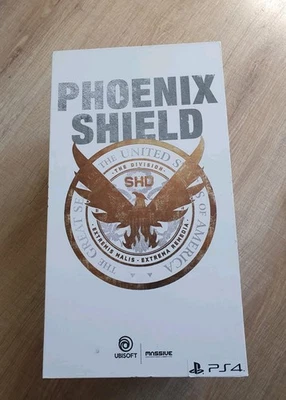 PHOENIX
SHIELD
THE GREAT SEAL OF THE UNITED STATES OF AMERICA
THE DIVISION
SHD
EXTREMIS MALIS · EXTREMA REMEDIA
UBISOFT
MASSIVE
PS4